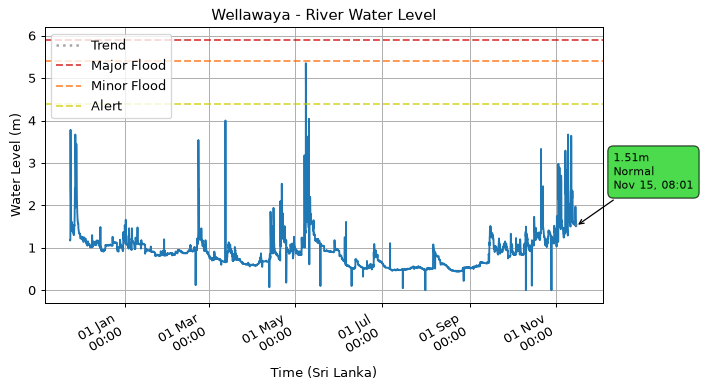 Wellawaya - River Water Level
Water Level (m)
6
5
4
3
2
1
0
Trend
Major Flood
Minor Flood
Alert
1.51m
Normal
Nov 15, 08:01
01 Jan
00:00
01 Mar
00:00
01 May
00:00
01 Jul
00:00
01 Sep
00:00
01 Nov
00:00
Time (Sri Lanka)